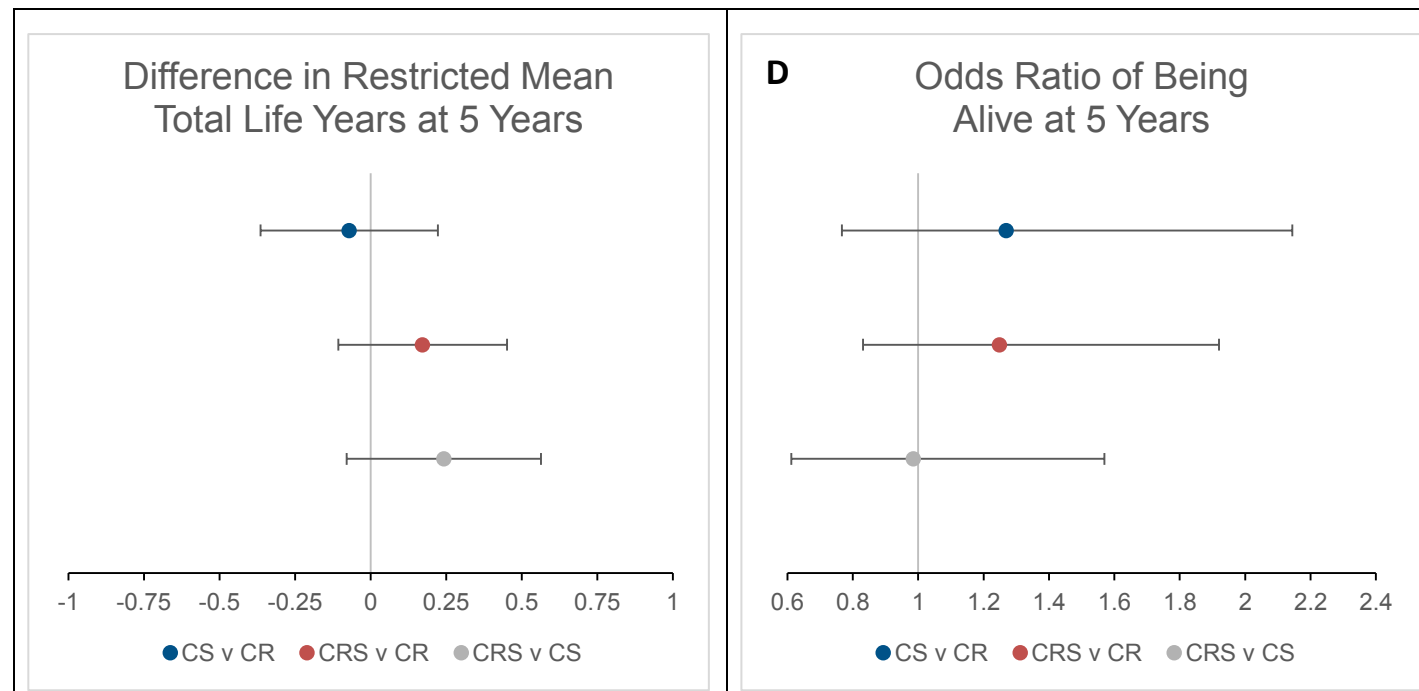 Difference in Restricted Mean
Total Life Years at 5 Years
-1 -0.75 -0.5 -0.25 0 0.25 0.5 0.75 1
CS v CR CRS v CR CRS v CS
D
Odds Ratio of Being
Alive at 5 Years
0.6 0.8 1 1.2 1.4 1.6 1.8 2 2.2 2.4
CS v CR CRS v CR CRS v CS